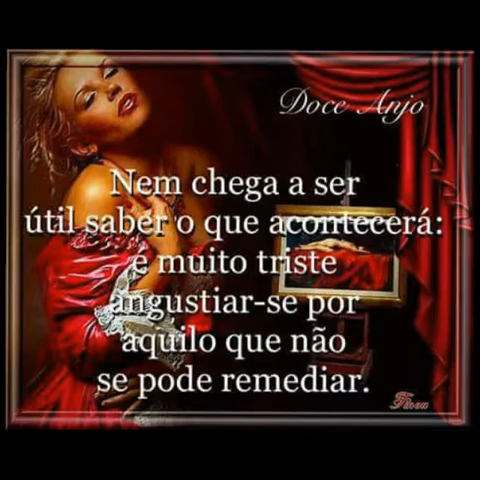 Doce Anjo
Nem chega a ser
útil saber o que acontecerá:
é muito triste
angustiar-se por
aquilo que não
se pode remediar.